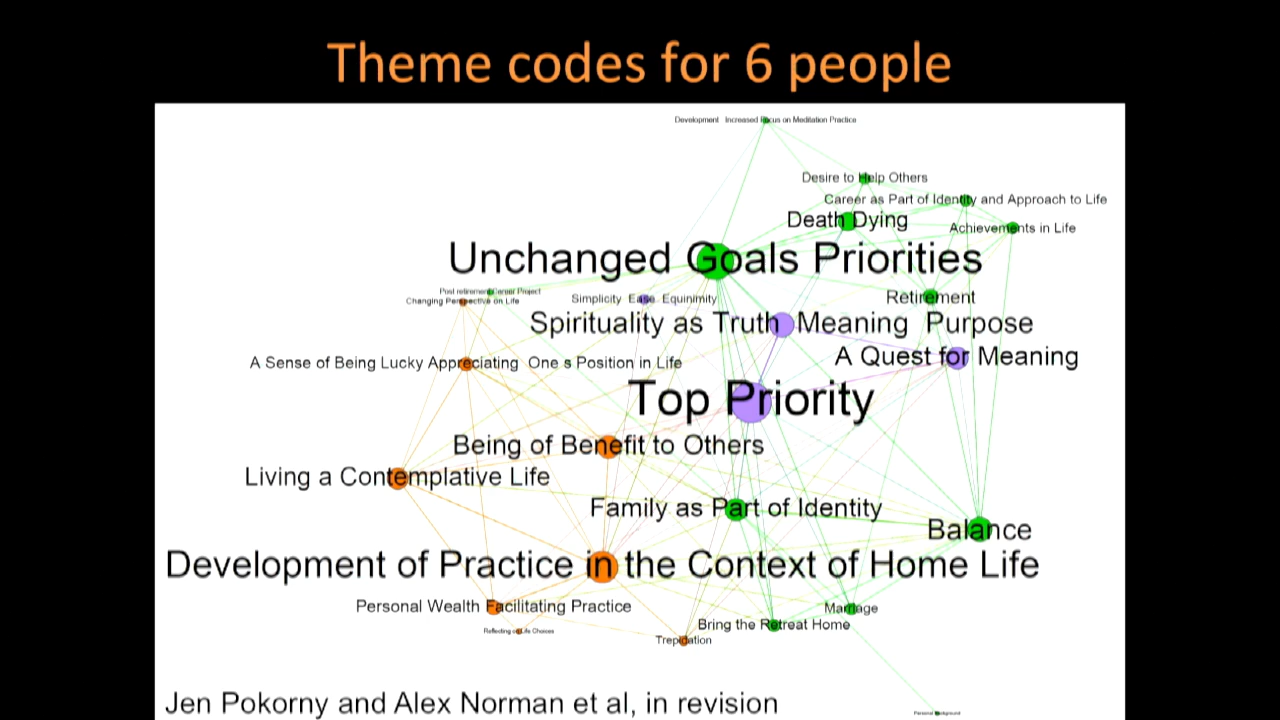 Theme codes for 6 people
Development Increased Focus on Meditation Practice
Desire to Help Others
Career as Part of Identity and Approach to Life
Death Dying
Achievements in Life
Unchanged Goals Priorities
Post retirement Career Project
Changing Perspective on Life
Simplicity Ease Equinimity
Retirement
Spirituality as Truth Meaning Purpose
A Quest for Meaning
A Sense of Being Lucky Appreciating One s Position in Life
Top Priority
Being of Benefit to Others
Living a Contemplative Life
Family as Part of Identity
Balance
Development of Practice in the Context of Home Life
Personal Wealth Facilitating Practice
Marriage
Bring the Retreat Home
Reflecting on Life Choices
Trepidation
Jen Pokorny and Alex Norman et al, in revision
Personal Background